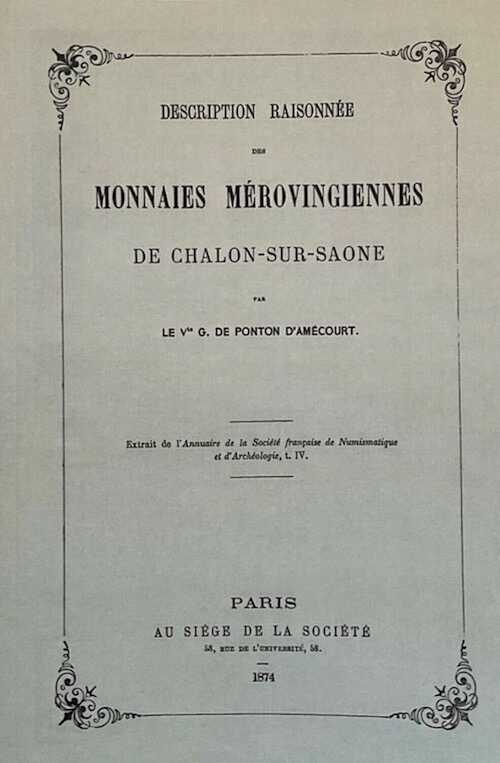 DESCRIPTION RAISONNÉE
DES
MONNAIES MÉROVINGIENNES
DE CHALON-SUR-SAONE
PAR
LE Vte G. DE PONTON D'AMÉCOURT.
Extrait de l'Annuaire de la Société française de Numismatique
et d'Archéologie, t. IV.
PARIS
AU SIÉGE DE LA SOCIÉTÉ
58, RUE DE L'UNIVERSITÉ, 58.
1874